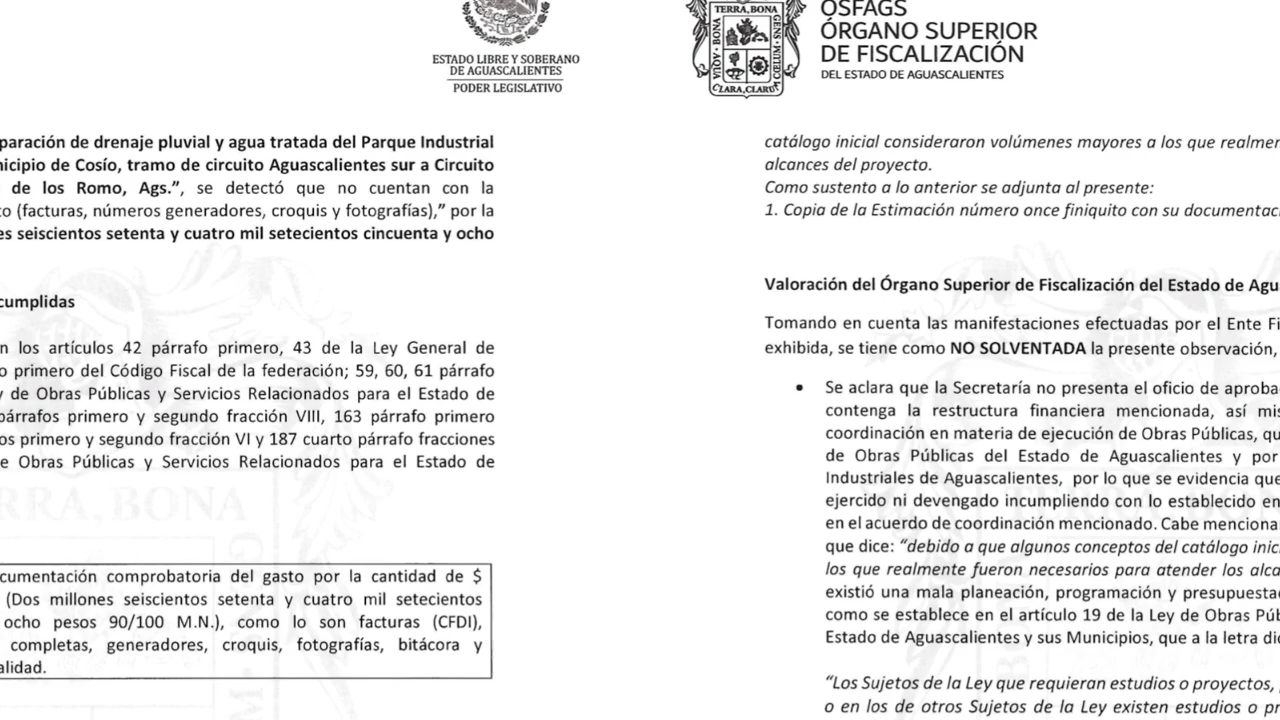 ESTADO LIBRE Y SOBERANO
DE AGUASCALIENTES
PODER LEGISLATIVO
paración de drenaje pluvial y agua tratada del Parque Industrial
nicipio de Cosío, tramo de circuito Aguascalientes sur a Circuito
de los Romo, Ags.”, se detectó que no cuentan con la
to (facturas, números generadores, croquis y fotografías),” por la
es seiscientos setenta y cuatro mil setecientos cincuenta y ocho
cumplidas
n los artículos 42 párrafo primero, 43 de la Ley General de
o primero del Código Fiscal de la federación; 59, 60, 61 párrafo
y de Obras Públicas y Servicios Relacionados para el Estado de
párrafos primero y segundo fracción VIII, 163 párrafo primero
os primero y segundo fracción VI y 187 cuarto párrafo fracciones
e Obras Públicas y Servicios Relacionados para el Estado de
TERRA, BONA
cumentación comprobatoria del gasto por la cantidad de $
(Dos millones seiscientos setenta y cuatro mil setecientos
ocho pesos 90/100 M.N.), como lo son facturas (CFDI),
completas, generadores, croquis, fotografías, bitácora y
alidad.
TERRA, BONA
GENS
CŒLUM
AQUA
BONA
CLARA, CLARUM
OSFAGS
ÓRGANO SUPERIOR
DE FISCALIZACIÓN
DEL ESTADO DE AGUASCALIENTES
catálogo inicial consideraron volúmenes mayores a los que realmen
alcances del proyecto.
Como sustento a lo anterior se adjunta al presente:
1. Copia de la Estimación número once finiquito con su documentaci
Valoración del Órgano Superior de Fiscalización del Estado de Agua
Tomando en cuenta las manifestaciones efectuadas por el Ente Fi
exhibida, se tiene como NO SOLVENTADA la presente observación,
• Se aclara que la Secretaría no presenta el oficio de aproba
contenga la restructura financiera mencionada, así mis
coordinación en materia de ejecución de Obras Públicas, qu
de Obras Públicas del Estado de Aguascalientes y por
Industriales de Aguascalientes, por lo que se evidencia que
ejercido ni devengado incumpliendo con lo establecido en
en el acuerdo de coordinación mencionado. Cabe menciona
que dice: “debido a que algunos conceptos del catálogo inic
los que realmente fueron necesarios para atender los alca
existió una mala planeación, programación y presupuesta
como se establece en el artículo 19 de la Ley de Obras Púb
Estado de Aguascalientes y sus Municipios, que a la letra dic
“Los Sujetos de la Ley que requieran estudios o proyectos, p
o en los de otros Sujetos de la Ley existen estudios o pr